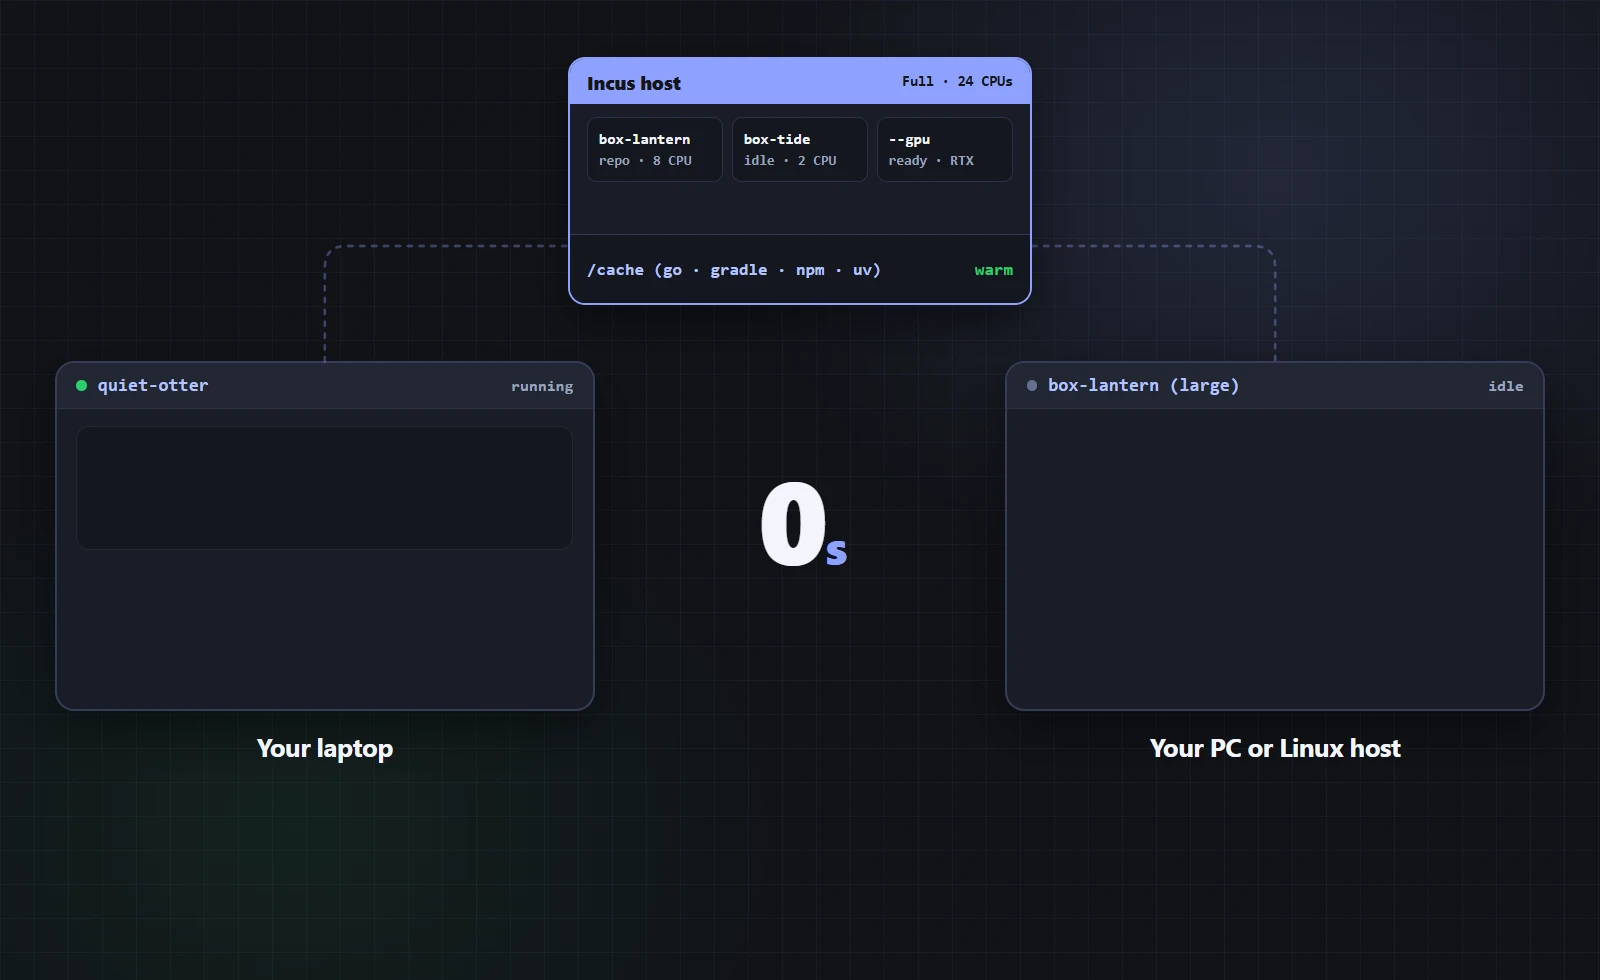 Incus host
Full · 24 CPUs
box-lantern
repo · 8 CPU
box-tide
idle · 2 CPU
--gpu
ready · RTX
/cache (go · gradle · npm · uv)
warm
quiet-otter
running
box-lantern (large)
idle
0s
Your laptop
Your PC or Linux host